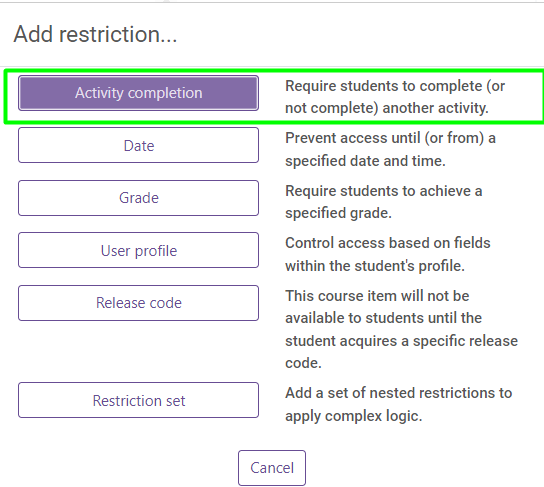 Add restriction...
Activity completion
Require students to complete (or
not complete) another activity.
Date
Prevent access until (or from) a
specified date and time.
Grade
Require students to achieve a
specified grade.
User profile
Control access based on fields
within the student's profile.
Release code
This course item will not be
available to students until the
student acquires a specific release
code.
Restriction set
Add a set of nested restrictions to
apply complex logic.
Cancel